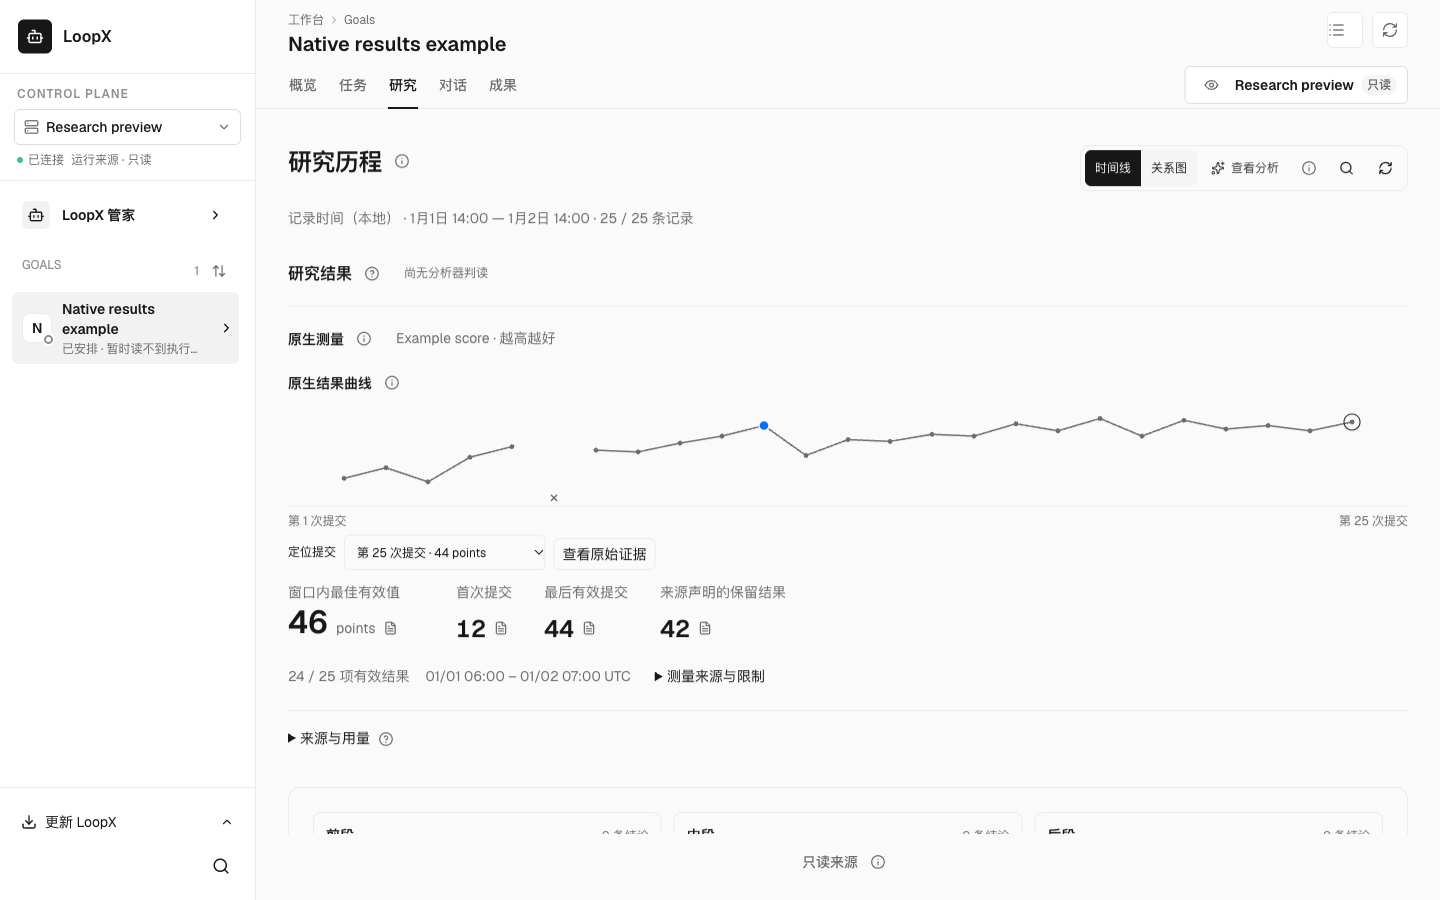 LoopX
CONTROL PLANE
Research preview
已连接 运行来源 · 只读
LoopX 管家
GOALS
1
N
Native results
example
已安排 · 暂时读不到执行...
更新 LoopX
工作台 > Goals
Native results example
概览 任务 研究 对话 成果
Research preview 只读
研究历程
时间线 关系图 查看分析
记录时间（本地） · 1月1日 14:00 — 1月2日 14:00 · 25 / 25 条记录
研究结果 尚无分析器判读
原生测量 Example score · 越高越好
原生结果曲线
第 1 次提交 第 25 次提交
定位提交 第 25 次提交 · 44 points 查看原始证据
窗口内最佳有效值 首次提交 最后有效提交 来源声明的保留结果
46 points 12 44 42
24 / 25 项有效结果 01/01 06:00 – 01/02 07:00 UTC 测量来源与限制
来源与用量
只读来源